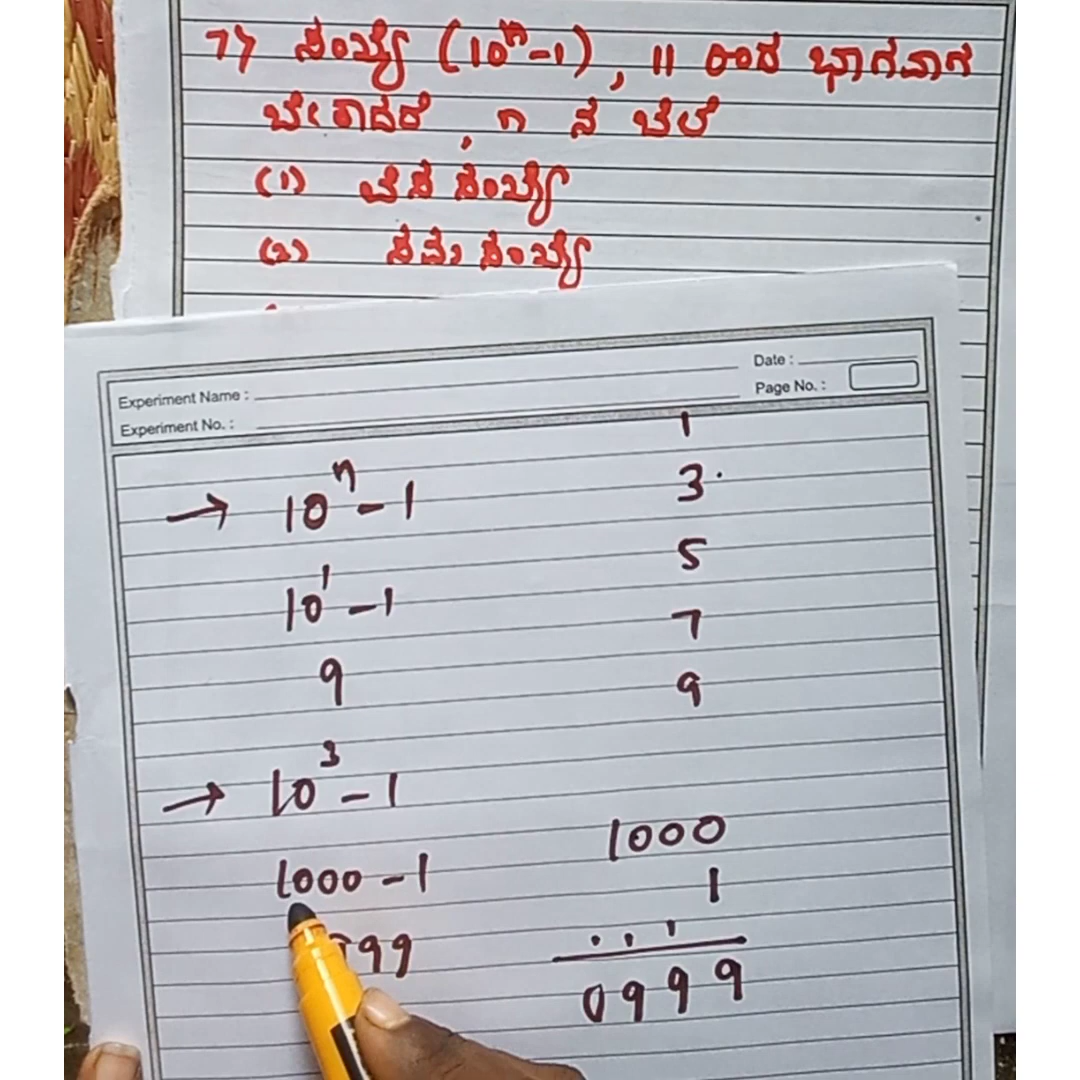 7) ಸಂಖ್ಯೆ (10ⁿ-1), 11 ರಿಂದ ಭಾಗವಾಗ
ಬೇಕಾದರೆ, n ನ ಬೆಲೆ
(1) ಬೆಸ ಸಂಖ್ಯೆ
(2) ಸಮ ಸಂಖ್ಯೆ
Experiment Name :
Date :
Experiment No. :
Page No. :
1
→ 10ⁿ-1
3.
5
10¹-1
7
9
9
→ 10³-1
1000
1000-1
1
999
0999